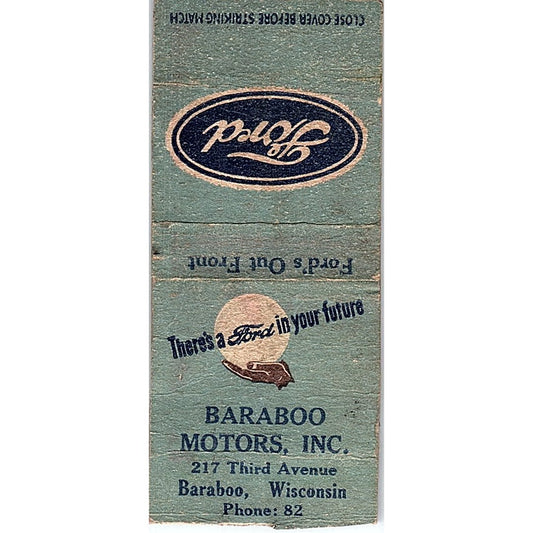 CLOSE COVER BEFORE STRIKING MATCH
Ford
Ford's Out Front
There's a Ford in your future
BARABOO
MOTORS, INC.
217 Third Avenue
Baraboo, Wisconsin
Phone: 82